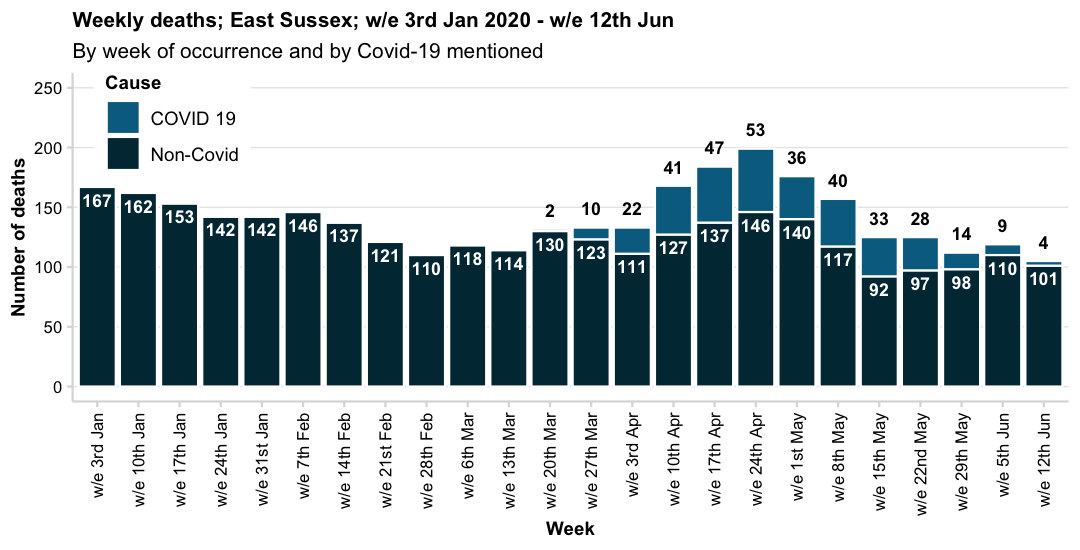 Weekly deaths; East Sussex; w/e 3rd Jan 2020 - w/e 12th Jun
By week of occurrence and by Covid-19 mentioned
Cause
COVID 19
Non-Covid
Number of deaths
250
200
150
100
50
0
2 10 22 41 47 53 36 40 33 28 14 9 4
167 162 153 142 142 146 137 121 110 118 114 130 123 111 127 137 146 140 117 92 97 98 110 101
w/e 3rd Jan
w/e 10th Jan
w/e 17th Jan
w/e 24th Jan
w/e 31st Jan
w/e 7th Feb
w/e 14th Feb
w/e 21st Feb
w/e 28th Feb
w/e 6th Mar
w/e 13th Mar
w/e 20th Mar
w/e 27th Mar
w/e 3rd Apr
w/e 10th Apr
w/e 17th Apr
w/e 24th Apr
w/e 1st May
w/e 8th May
w/e 15th May
w/e 22nd May
w/e 29th May
w/e 5th Jun
w/e 12th Jun
Week